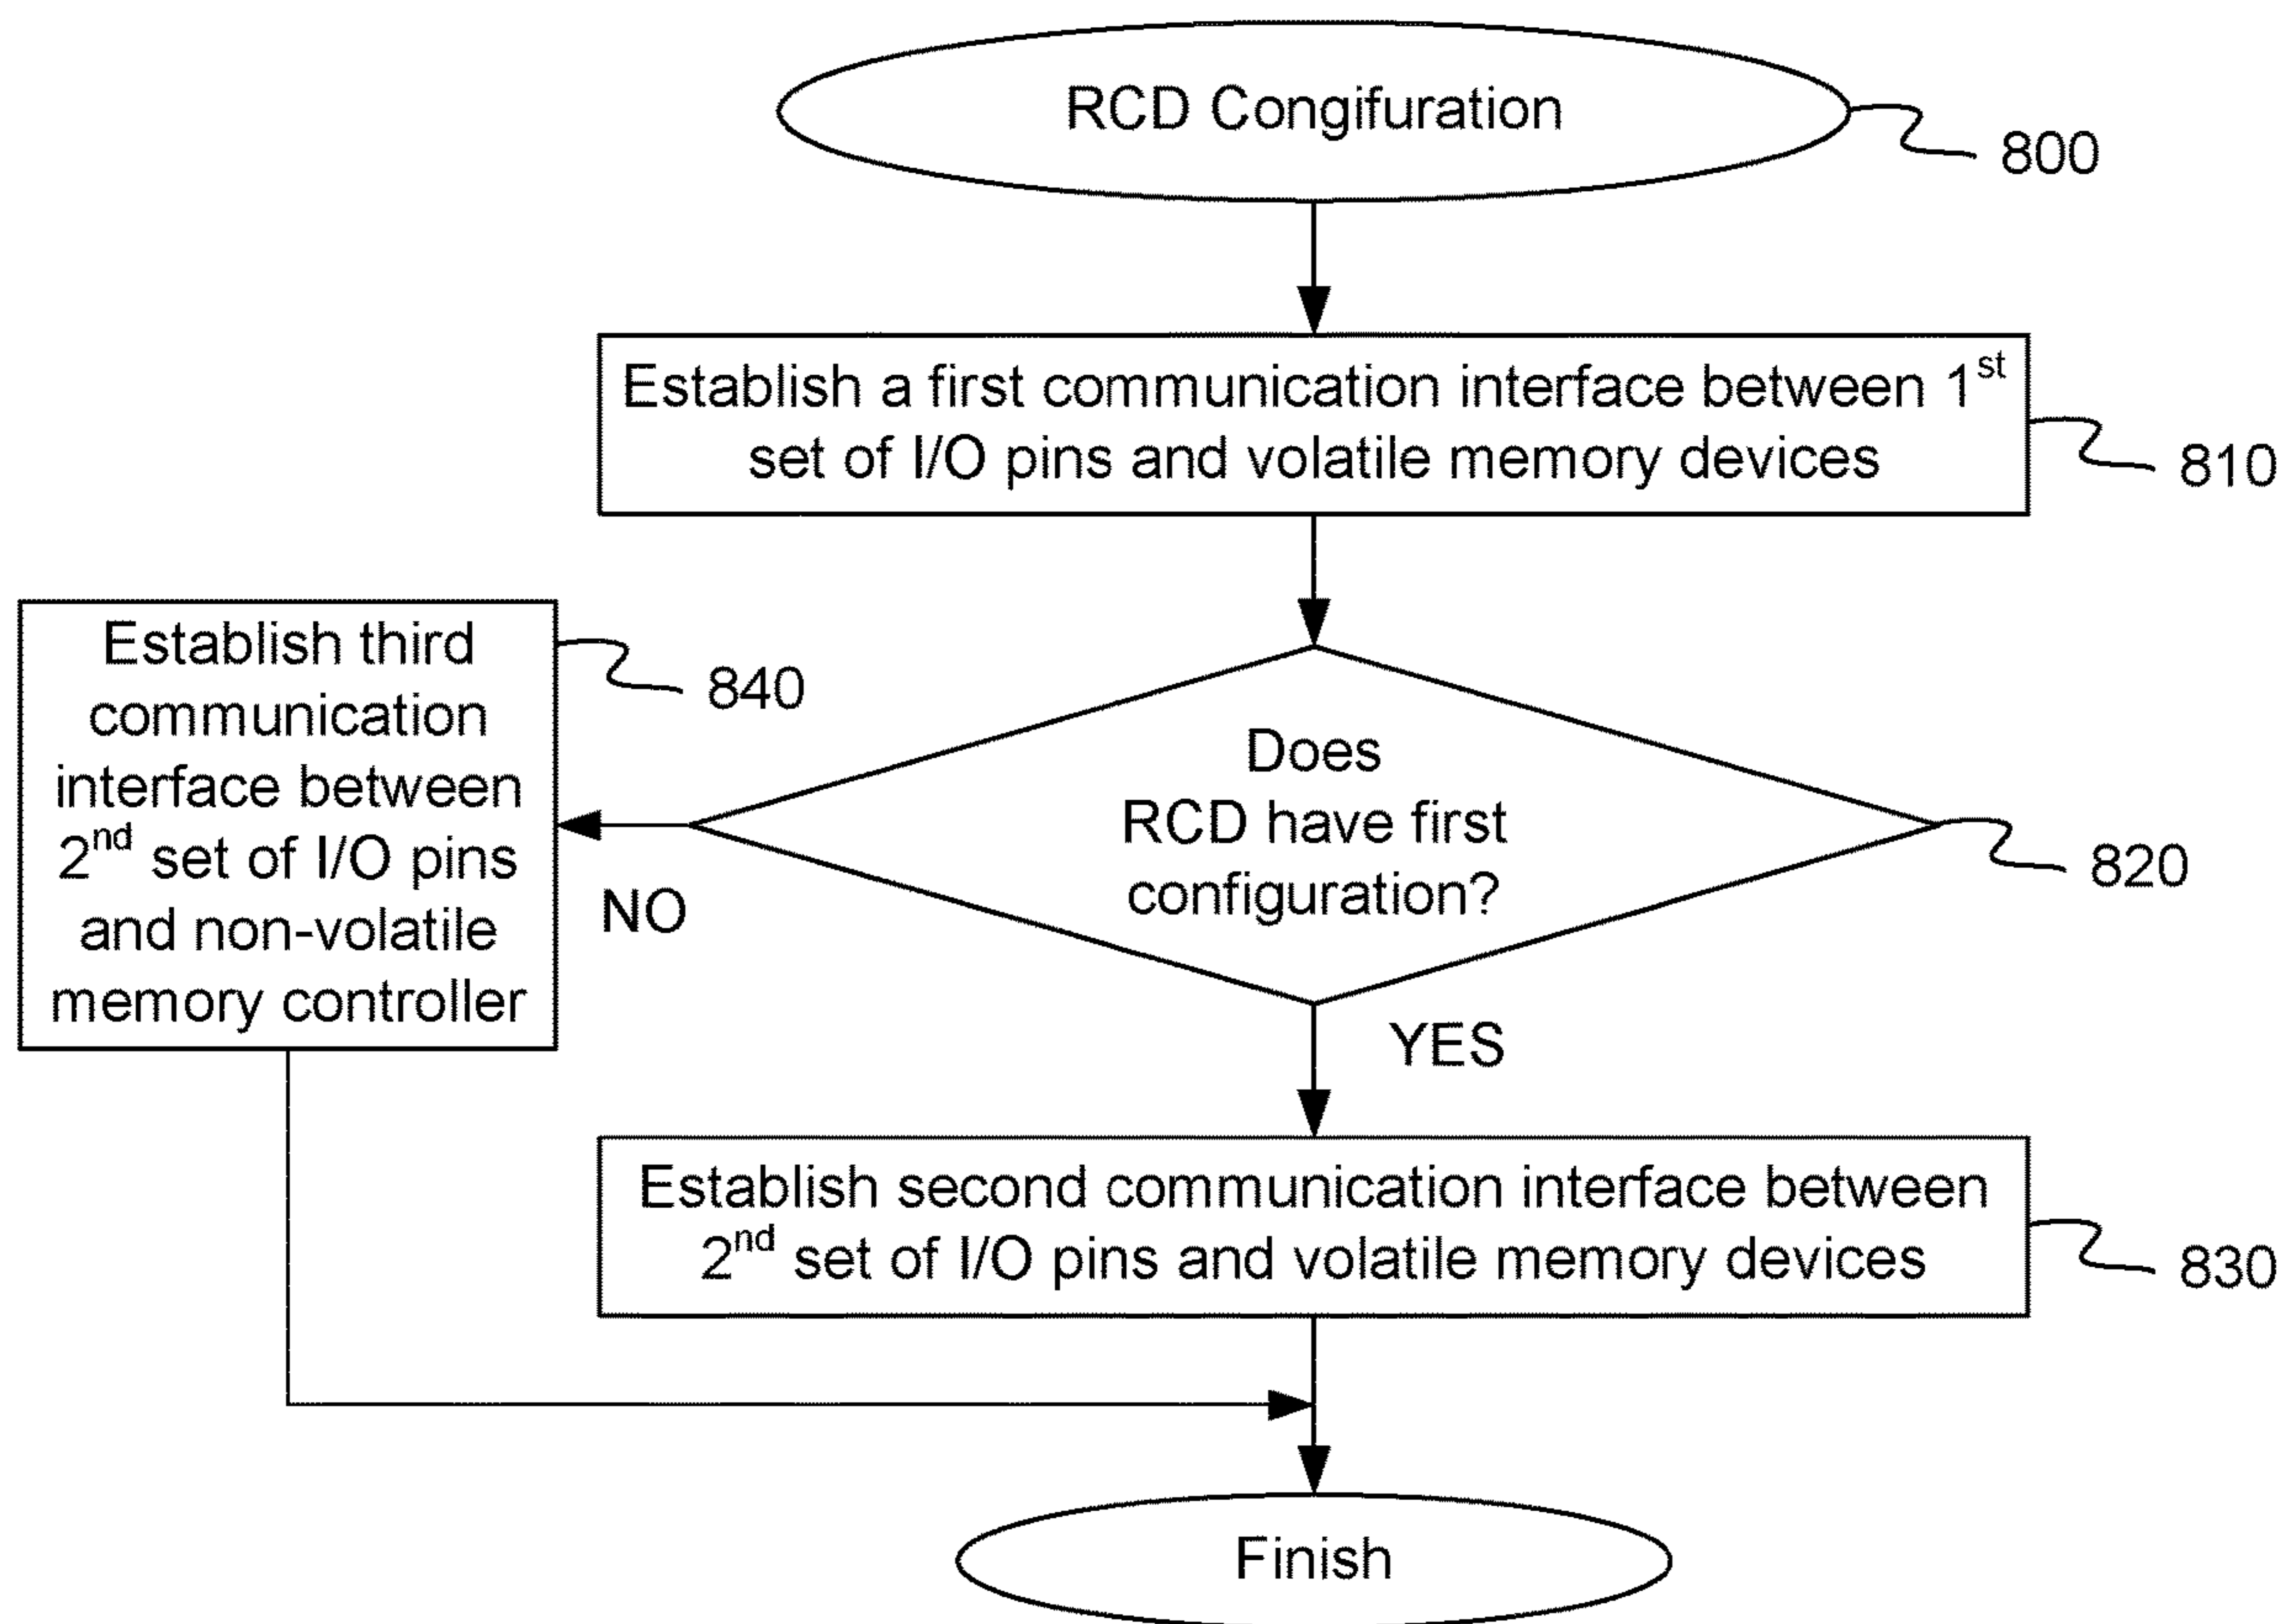 RCD Congifuration
800
Establish a first communication interface between 1st
set of I/O pins and volatile memory devices
810
Establish third
communication
interface between
2nd set of I/O pins
and non-volatile
memory controller
840
Does
RCD have first
configuration?
820
NO
YES
Establish second communication interface between
2nd set of I/O pins and volatile memory devices
830
Finish